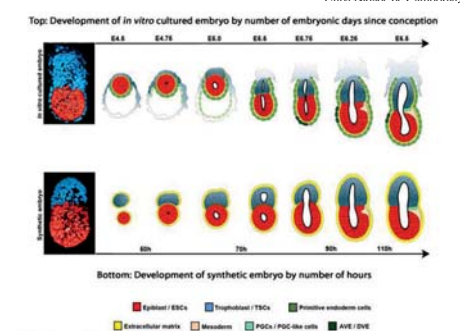 Top: Development of in vitro cultured embryo by number of embryonic days since conception
E4.5 E4.75 E5.0 E5.5 E5.75 E6.25 E6.5
In vitro cultured embryo
Synthetic embryo
60h 70h 90h 110h
Bottom: Development of synthetic embryo by number of hours
Epiblast / ESCs Trophoblast / TSCs Primitive endoderm cells
Extracellular matrix Mesoderm PGCs / PGC-like cells AVE / DVE